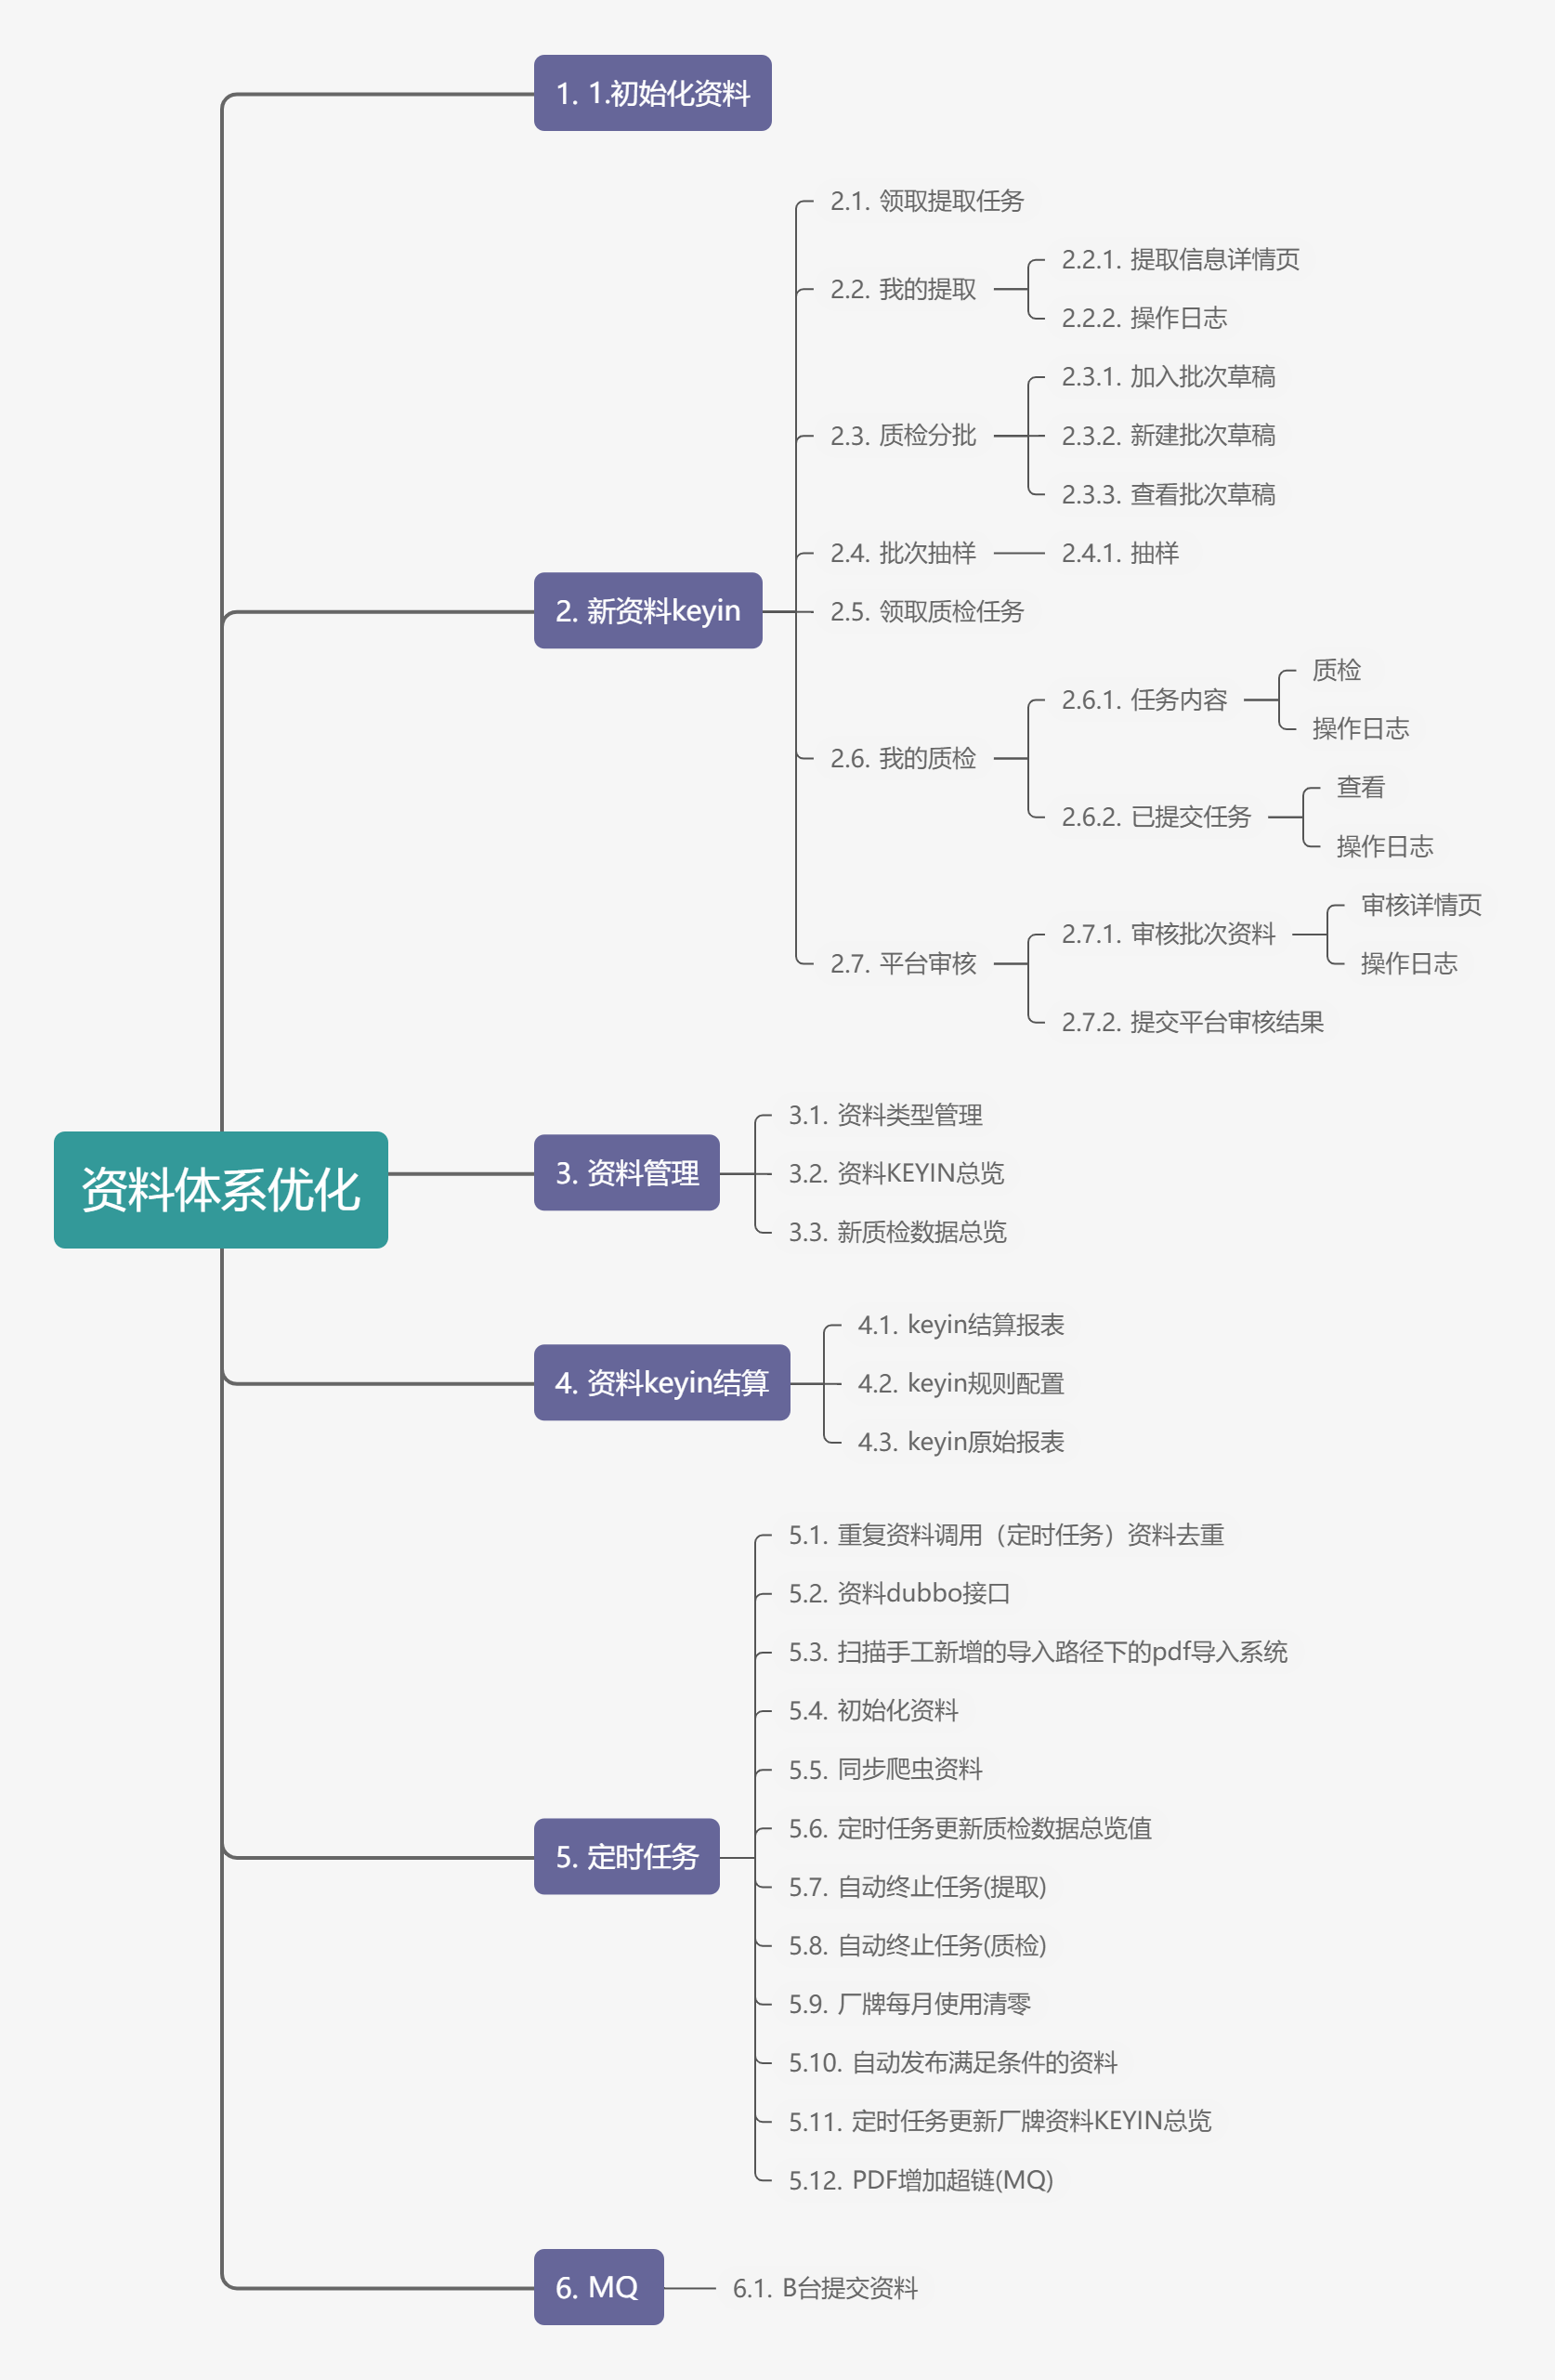 资料体系优化
1. 1.初始化资料
2. 新资料keyin
2.1. 领取提取任务
2.2. 我的提取
2.2.1. 提取信息详情页
2.2.2. 操作日志
2.3. 质检分批
2.3.1. 加入批次草稿
2.3.2. 新建批次草稿
2.3.3. 查看批次草稿
2.4. 批次抽样
2.4.1. 抽样
2.5. 领取质检任务
2.6. 我的质检
2.6.1. 任务内容
质检
操作日志
2.6.2. 已提交任务
查看
操作日志
2.7. 平台审核
2.7.1. 审核批次资料
审核详情页
操作日志
2.7.2. 提交平台审核结果
3. 资料管理
3.1. 资料类型管理
3.2. 资料KEYIN总览
3.3. 新质检数据总览
4. 资料keyin结算
4.1. keyin结算报表
4.2. keyin规则配置
4.3. keyin原始报表
5. 定时任务
5.1. 重复资料调用（定时任务）资料去重
5.2. 资料dubbo接口
5.3. 扫描手工新增的导入路径下的pdf导入系统
5.4. 初始化资料
5.5. 同步爬虫资料
5.6. 定时任务更新质检数据总览值
5.7. 自动终止任务(提取)
5.8. 自动终止任务(质检)
5.9. 厂牌每月使用清零
5.10. 自动发布满足条件的资料
5.11. 定时任务更新厂牌资料KEYIN总览
5.12. PDF增加超链(MQ)
6. MQ
6.1. B台提交资料